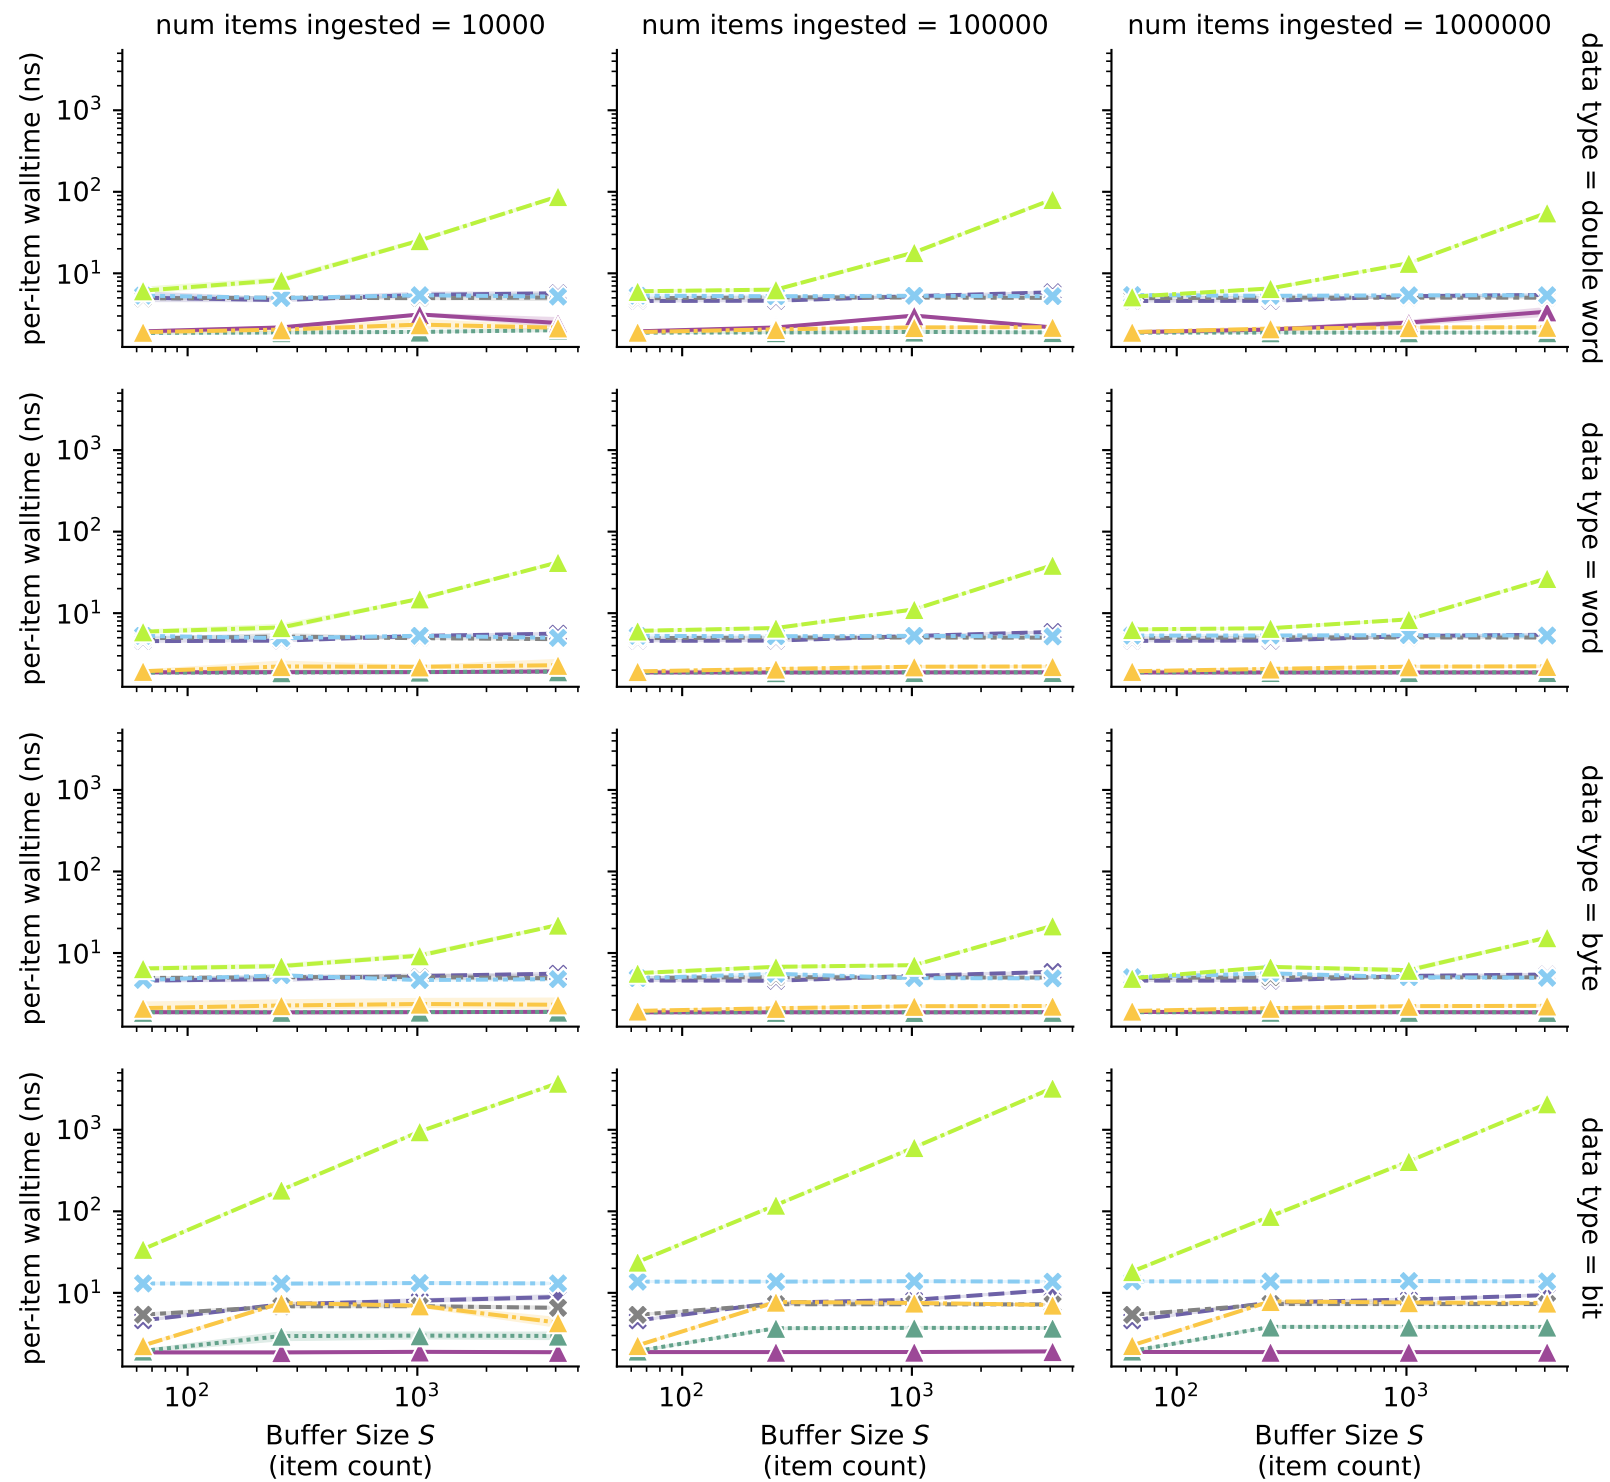 num items ingested = 10000
num items ingested = 100000
num items ingested = 1000000
per-item walltime (ns)
10³
10²
10¹
data type = double word
per-item walltime (ns)
10³
10²
10¹
data type = word
per-item walltime (ns)
10³
10²
10¹
data type = byte
per-item walltime (ns)
10³
10²
10¹
data type = bit
10² 10³
10² 10³
10² 10³
Buffer Size S
(item count)
Buffer Size S
(item count)
Buffer Size S
(item count)